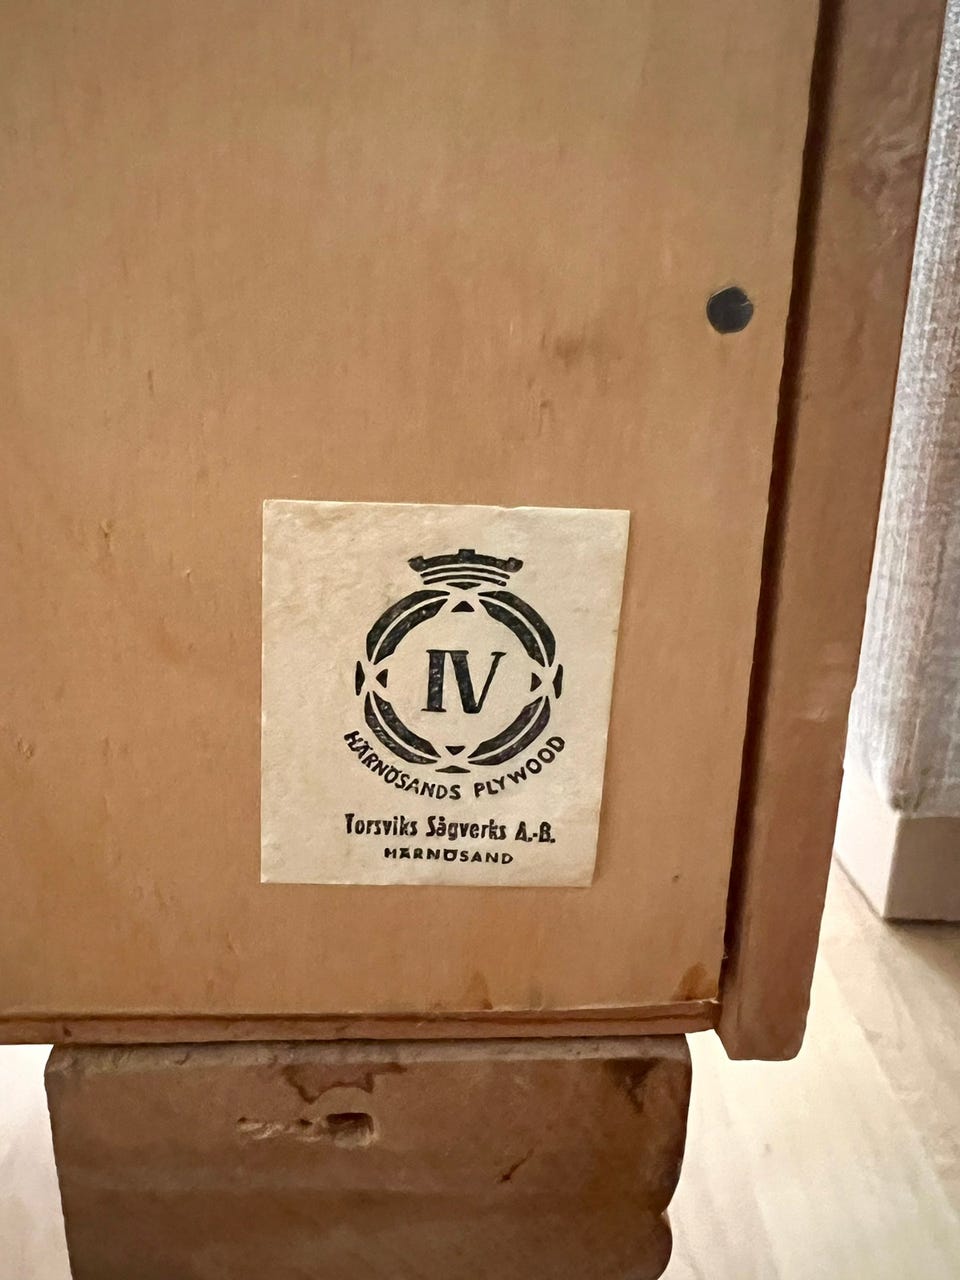 IV
HÄRNÖSANDS PLYWOOD
Torsviks Sågverks A.-B.
HÄRNÖSAND